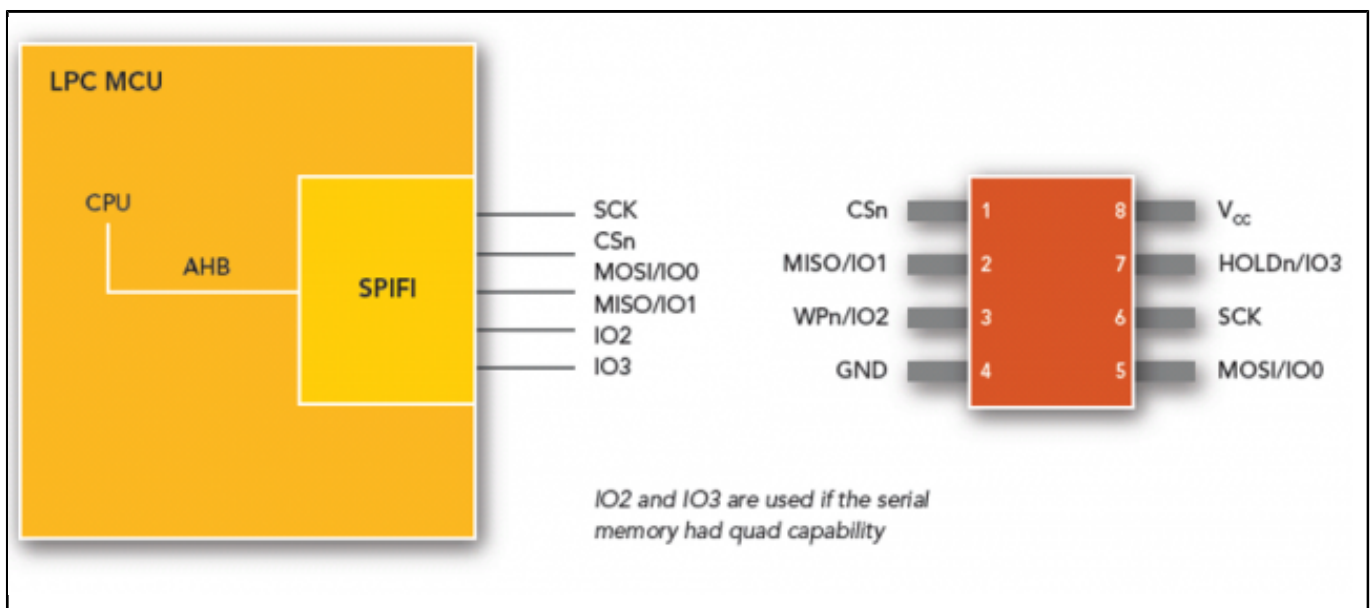 LPC MCU
CPU
AHB
SPIFI
SCK
CSn
MOSI/IO0
MISO/IO1
IO2
IO3
CSn
MISO/IO1
WPn/IO2
GND
1
2
3
4
8
7
6
5
Vcc
HOLDn/IO3
SCK
MOSI/IO0
IO2 and IO3 are used if the serial
memory had quad capability